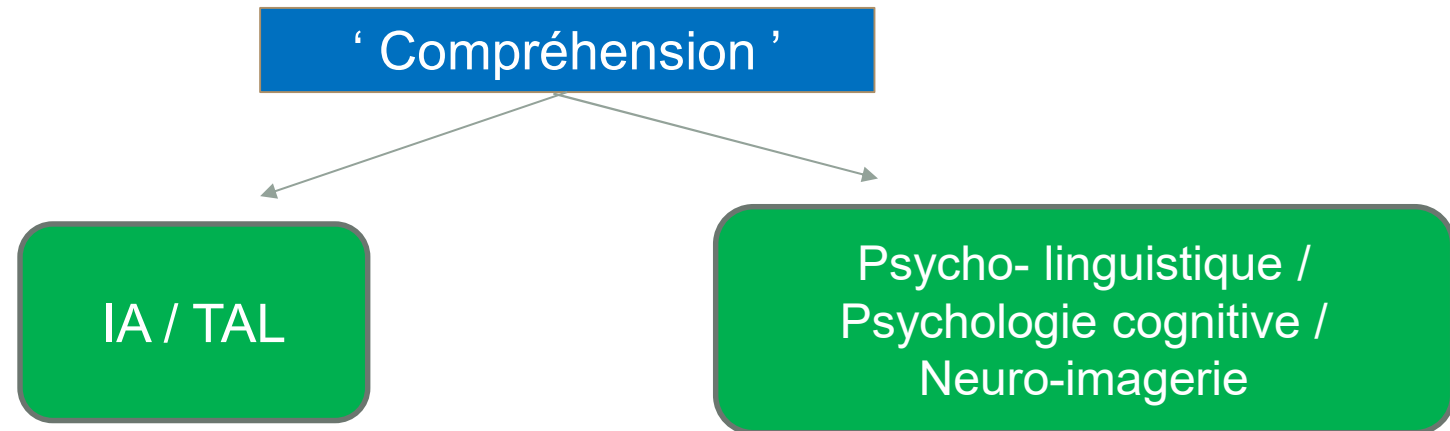 ‘ Compréhension ’
IA / TAL
Psycho- linguistique /
Psychologie cognitive /
Neuro-imagerie